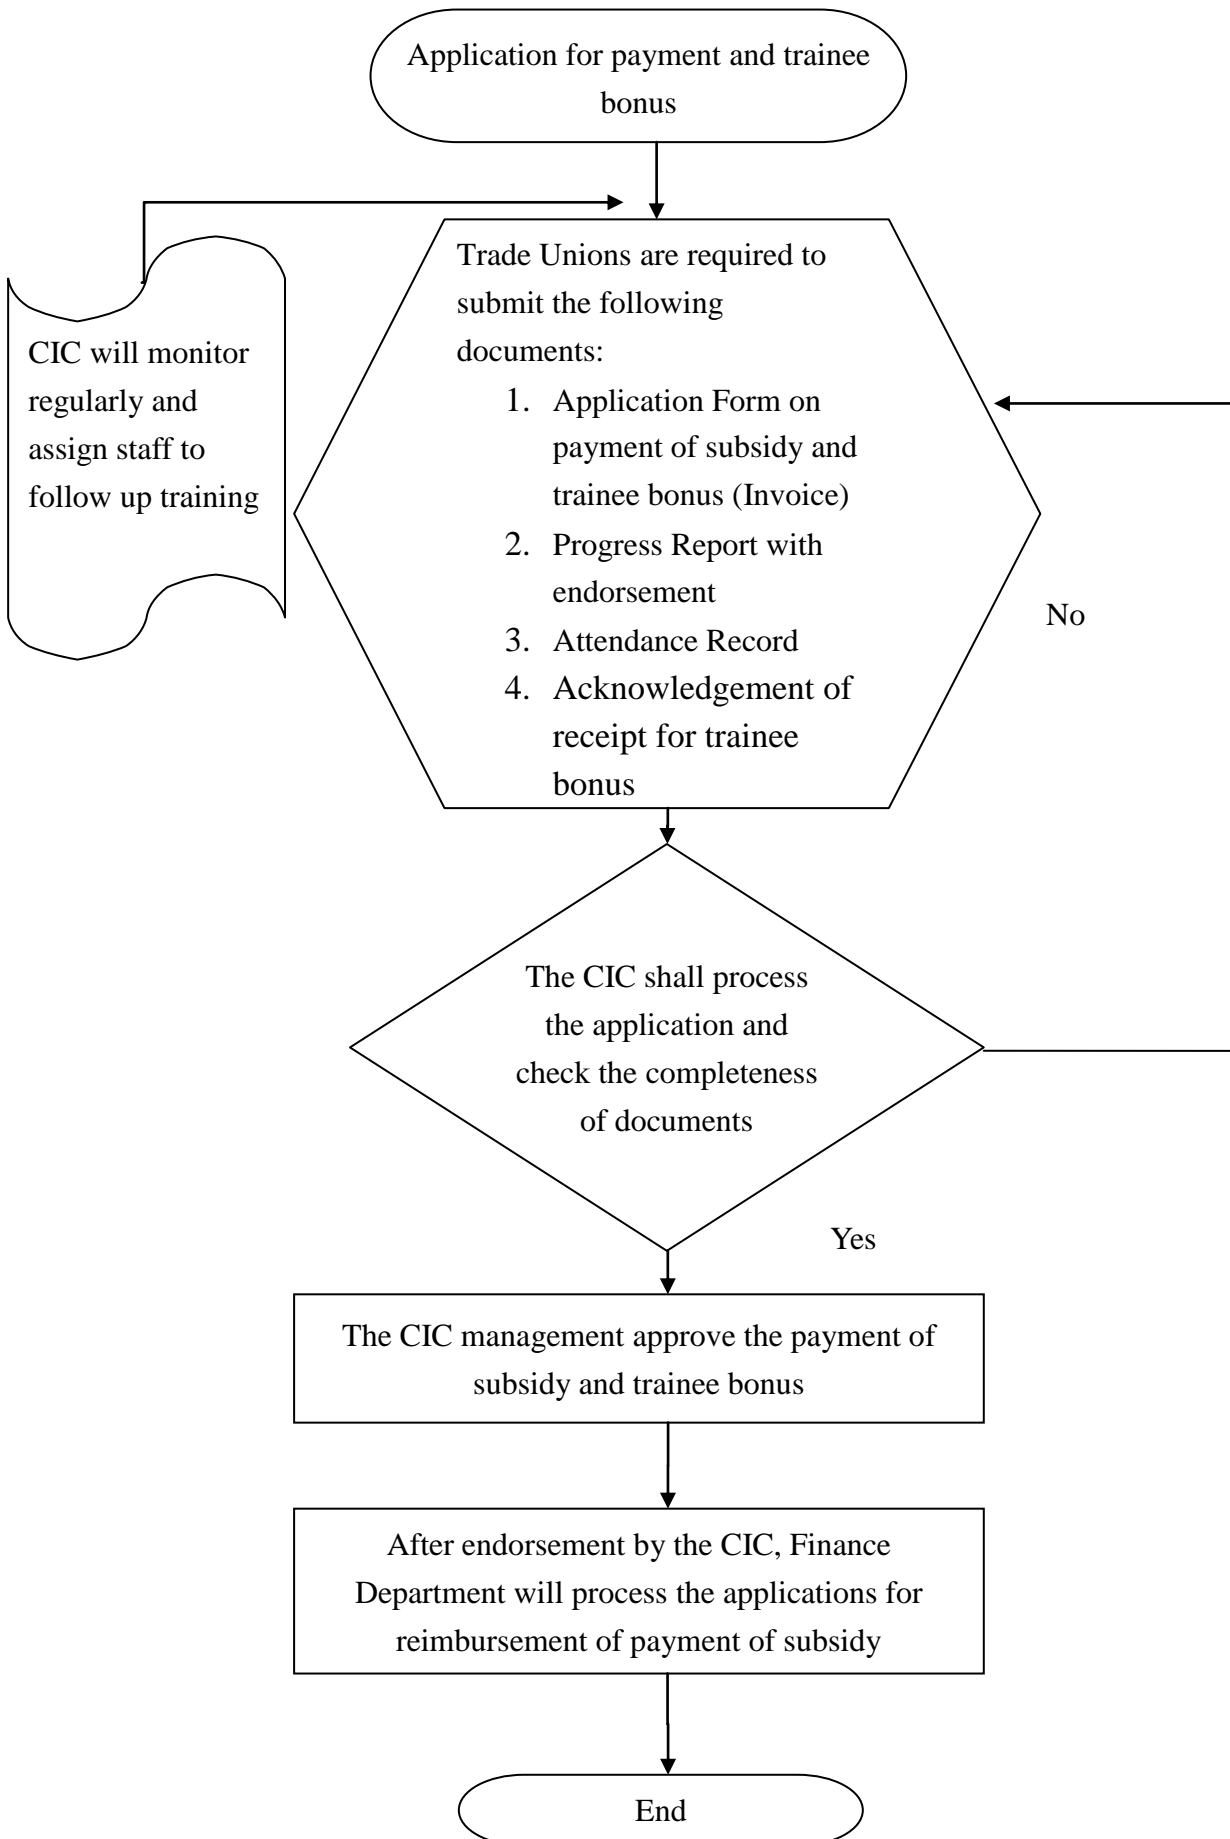 Application for payment and trainee
bonus
Trade Unions are required to
submit the following
documents:
1. Application Form on
payment of subsidy and
trainee bonus (Invoice)
2. Progress Report with
endorsement
3. Attendance Record
4. Acknowledgement of
receipt for trainee
bonus
CIC will monitor
regularly and
assign staff to
follow up training
No
The CIC shall process
the application and
check the completeness
of documents
Yes
The CIC management approve the payment of
subsidy and trainee bonus
After endorsement by the CIC, Finance
Department will process the applications for
reimbursement of payment of subsidy
End